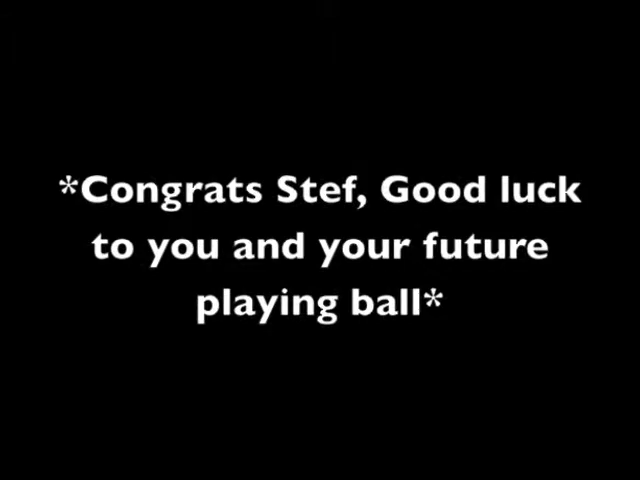 *Congrats Stef, Good luck
to you and your future
playing ball*